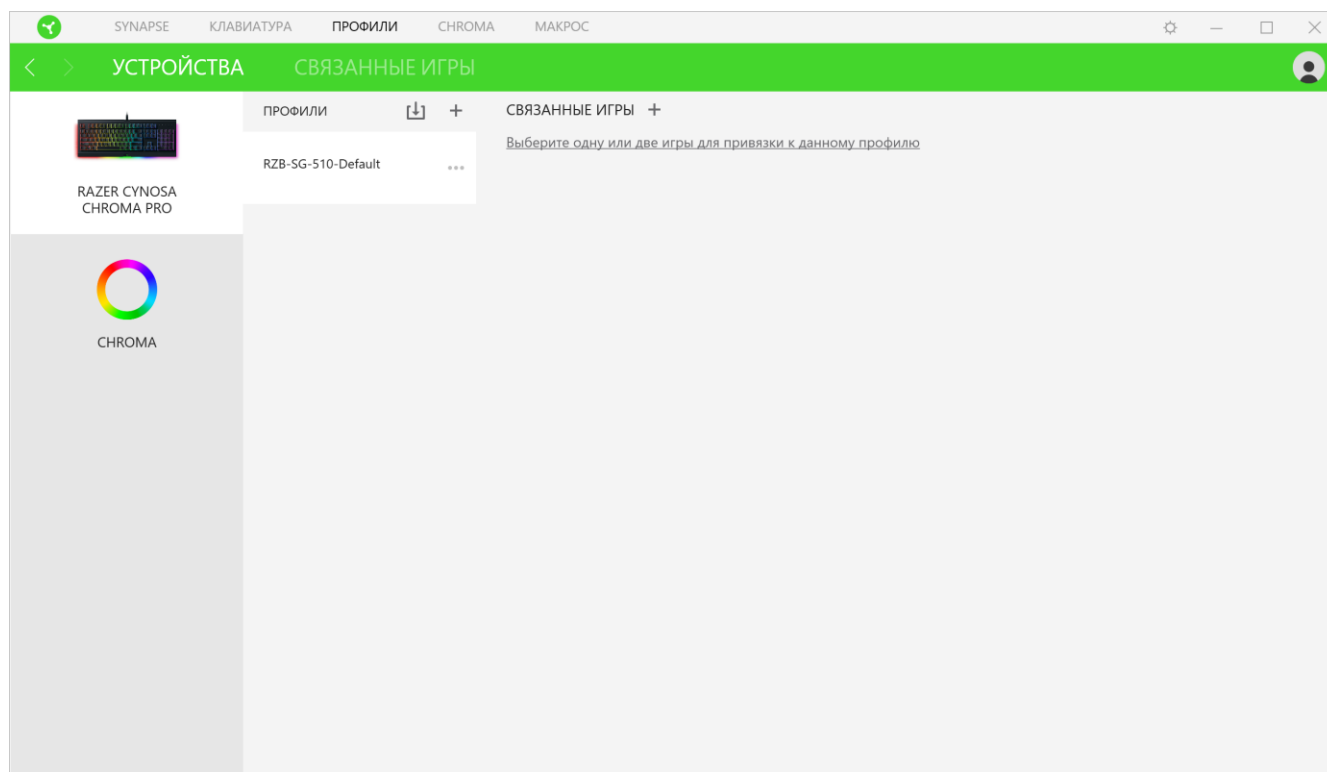 SYNAPSE КЛАВИАТУРА ПРОФИЛИ CHROMA МАКРОС
УСТРОЙСТВА СВЯЗАННЫЕ ИГРЫ
RAZER CYNOSA
CHROMA PRO
CHROMA
ПРОФИЛИ
RZB-SG-510-Default
СВЯЗАННЫЕ ИГРЫ
Выберите одну или две игры для привязки к данному профилю